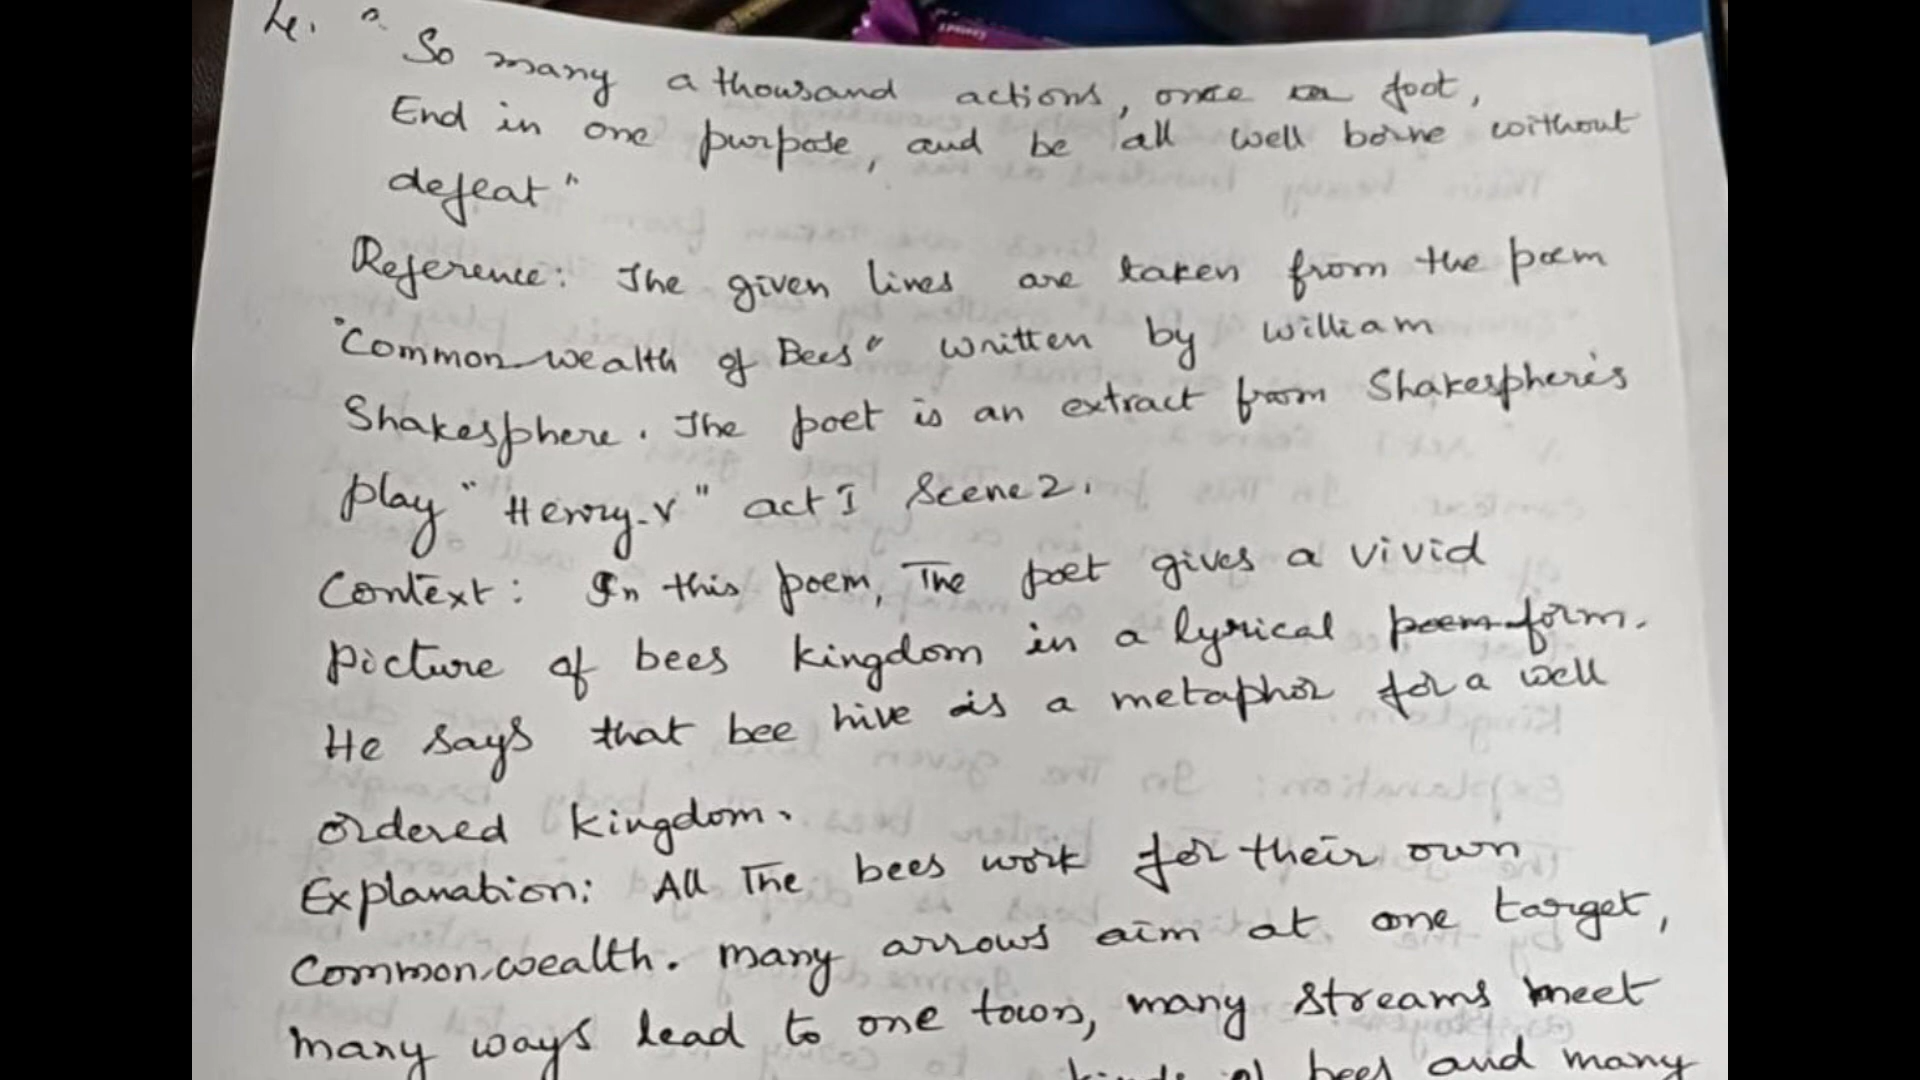 4. "So many a thousand actions, once on foot,
End in one purpose, and be all well borne without
defeat"
Reference: The given lines are taken from the poem
"Common wealth of Bees" written by william
Shakesphere. The poet is an extract from Shakesphere's
play "Henry-V" act I Scene 2.
Context: In this poem, The poet gives a vivid
picture of bees kingdom in a lyrical poem form.
He says that bee hive is a metaphor for a well
ordered kingdom.
Explanation: All The bees work for their own
Common wealth. many arrows aim at one target,
many ways lead to one town, many streams meet
bees and many